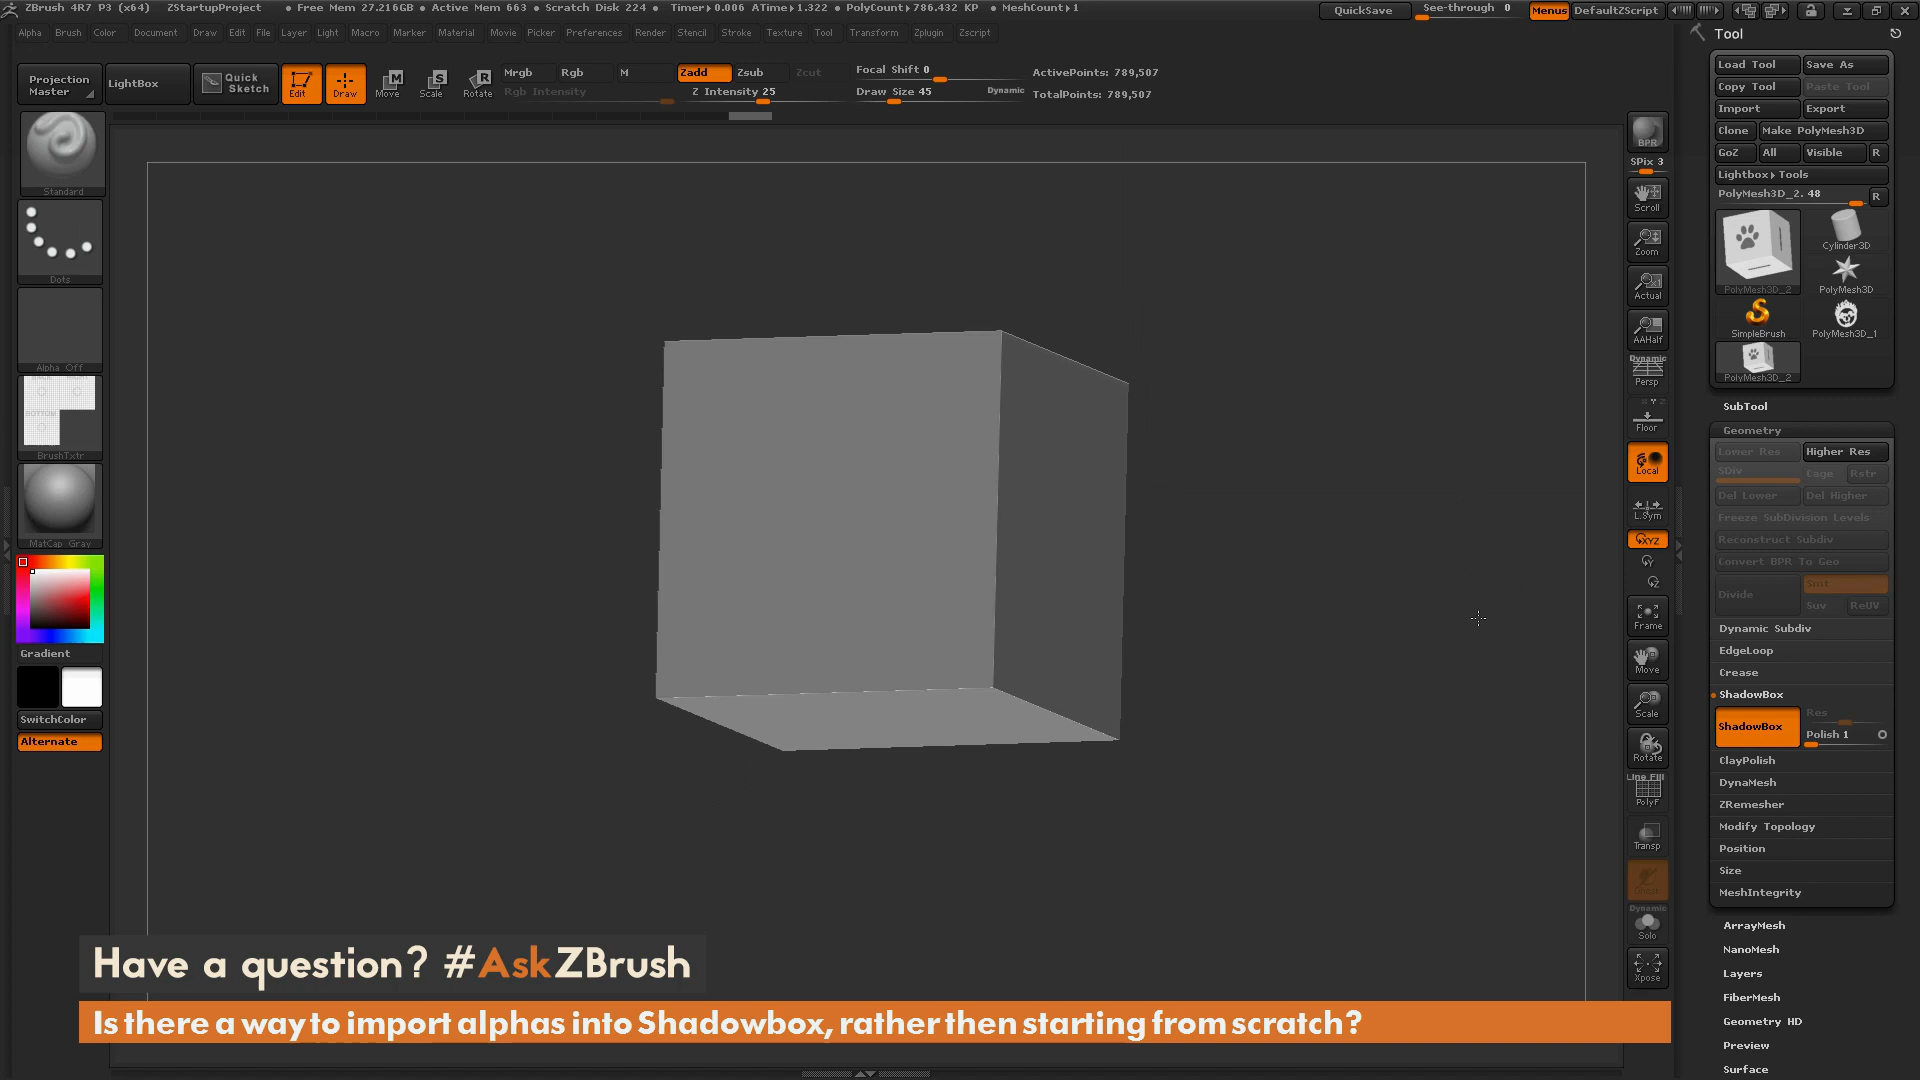 ZBrush 4R7 P3 (x64) ZStartupProject • Free Mem 27.216GB • Active Mem 663 • Scratch Disk 224 • Timer▸0.006 ATime▸1.322 • PolyCount▸786.432 KP • MeshCount▸1 QuickSave See-through 0 Menus DefaultZScript
Alpha Brush Color Document Draw Edit File Layer Light Macro Marker Material Movie Picker Preferences Render Stencil Stroke Texture Tool Transform Zplugin Zscript
Projection Master
LightBox
Quick Sketch
Edit
Draw
Move
Scale
Rotate
Mrgb Rgb M
Rgb Intensity
Zadd Zsub Zcut
Z Intensity 25
Focal Shift 0
Draw Size 45 Dynamic
ActivePoints: 789,507
TotalPoints: 789,507
Standard
Dots
Alpha Off
BOTTOM
BrushTxtr
MatCap Gray
Gradient
SwitchColor
Alternate
BPR
SPix 3
Scroll
Zoom
Actual
AAHalf
Dynamic
Persp
Floor
Local
L.Sym
XYZ
Y
Z
Frame
Move
Scale
Rotate
Line Fill
PolyF
Transp
Dynamic
Solo
Xpose
Tool
Load Tool Save As
Copy Tool Paste Tool
Import Export
Clone Make PolyMesh3D
GoZ All Visible R
Lightbox▸Tools
PolyMesh3D_2. 48 R
PolyMesh3D_2
Cylinder3D
PolyMesh3D
SimpleBrush
PolyMesh3D_1
PolyMesh3D_2
SubTool
Geometry
Lower Res Higher Res
SDiv Cage Rstr
Del Lower Del Higher
Freeze SubDivision Levels
Reconstruct Subdiv
Convert BPR To Geo
Divide Smt
Suv ReUV
Dynamic Subdiv
EdgeLoop
Crease
ShadowBox
ShadowBox Res
Polish 1
ClayPolish
DynaMesh
ZRemesher
Modify Topology
Position
Size
MeshIntegrity
ArrayMesh
NanoMesh
Layers
FiberMesh
Geometry HD
Preview
Surface
Have a question? #AskZBrush
Is there a way to import alphas into Shadowbox, rather then starting from scratch?